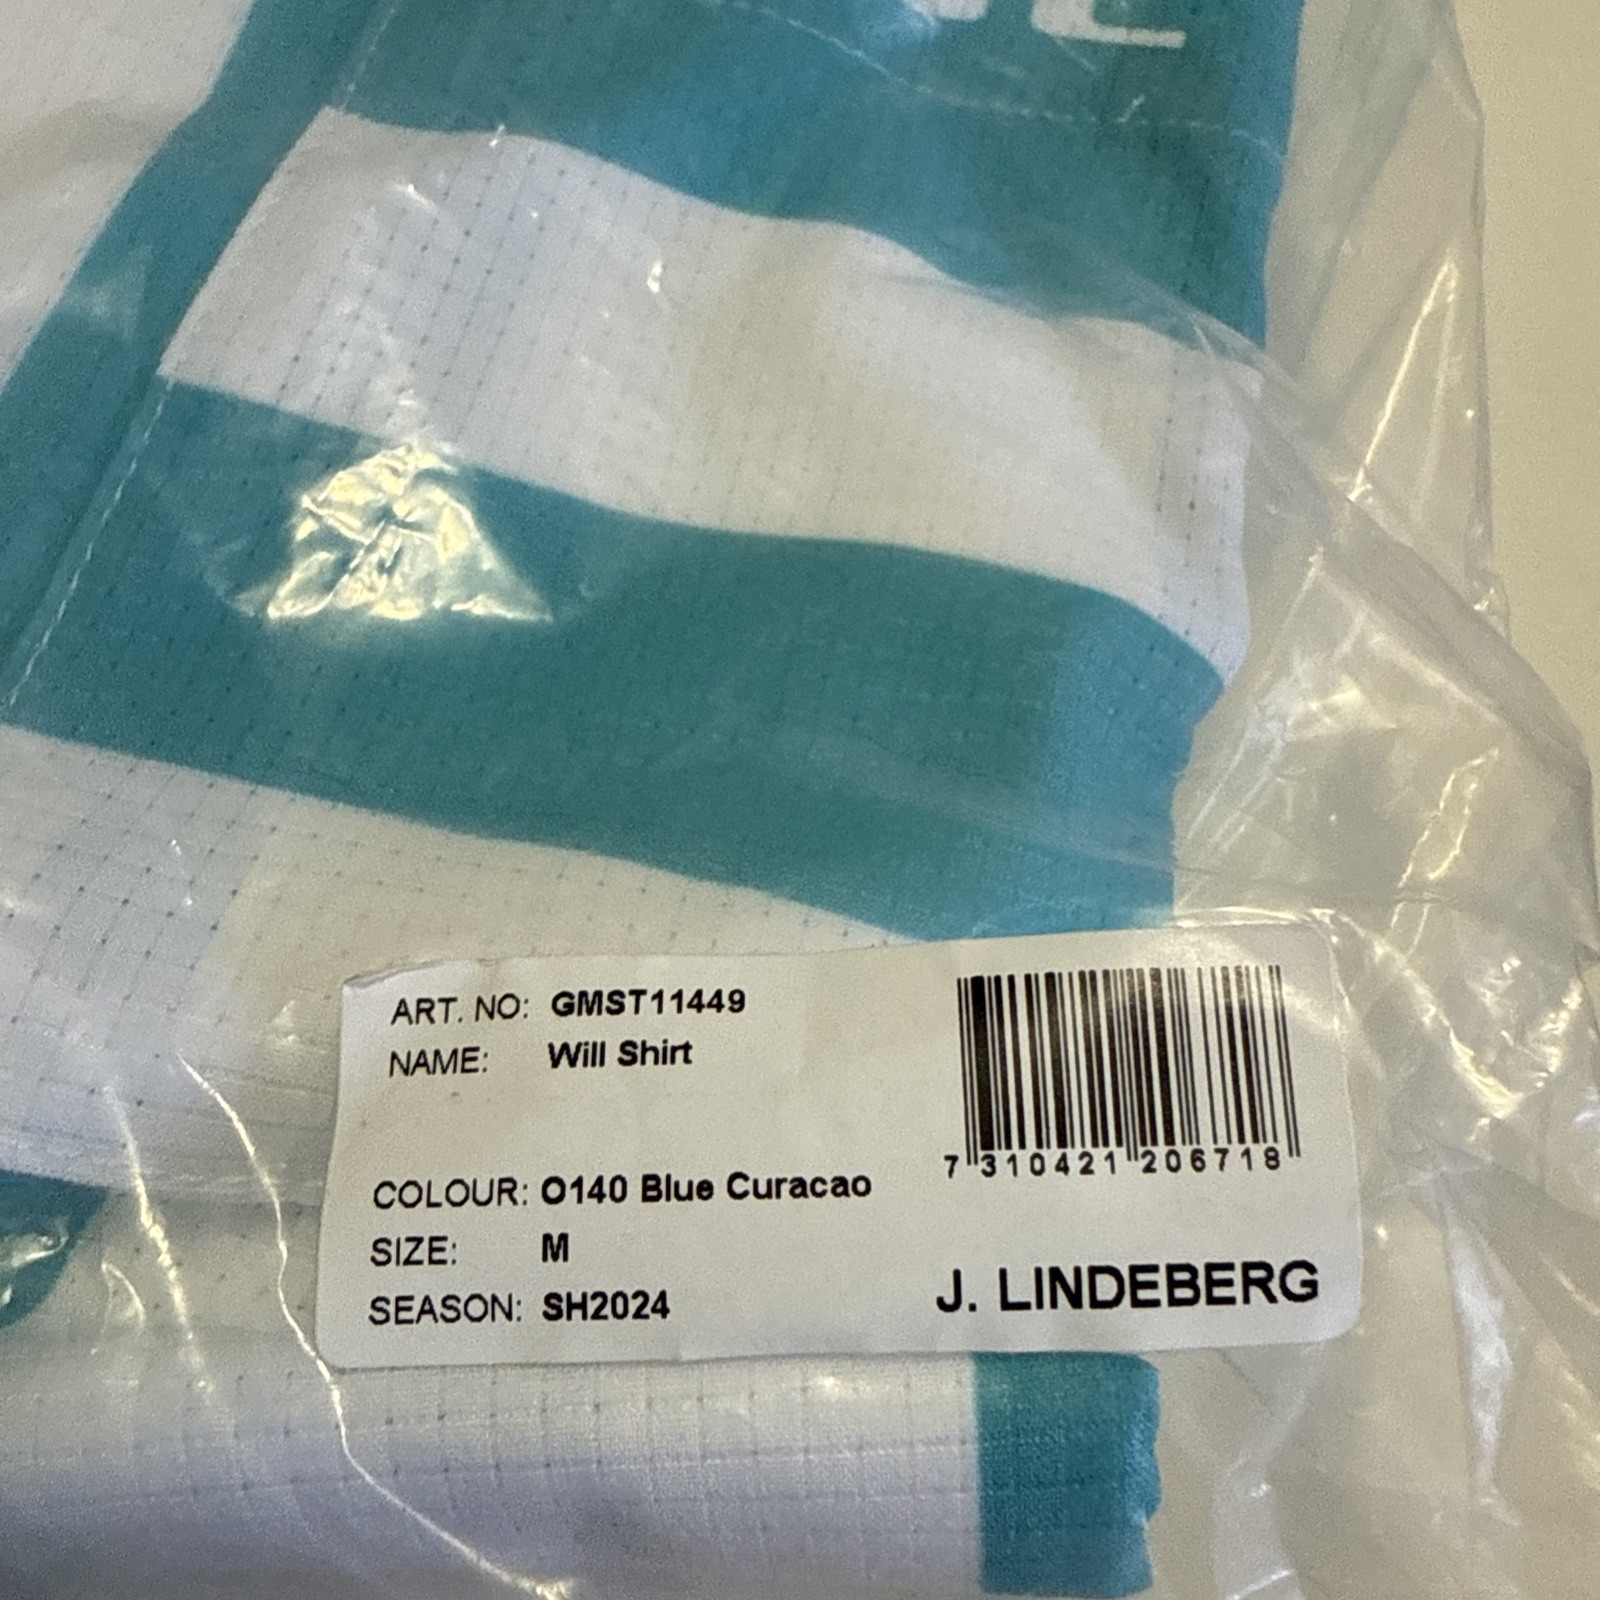 ART. NO: GMST11449
NAME: Will Shirt
COLOUR: O140 Blue Curacao
SIZE: M
SEASON: SH2024
7 310421 206718
J. LINDEBERG